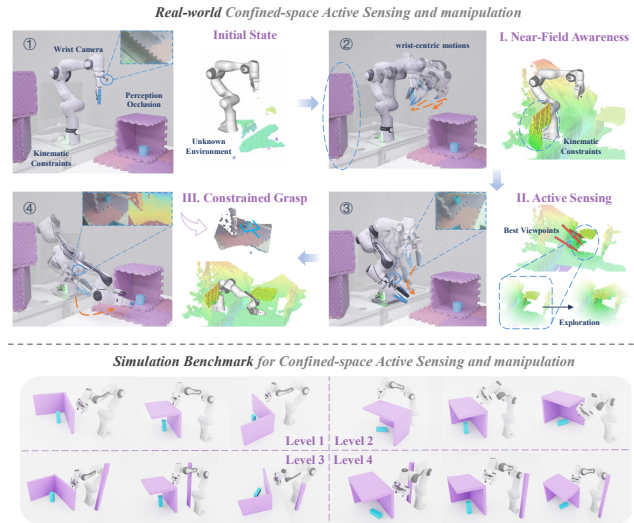 Real-world Confined-space Active Sensing and manipulation
①
Wrist Camera
Perception
Occlusion
Kinematic
Constraints
Initial State
Unknown
Environment
②
wrist-centric motions
I. Near-Field Awareness
Kinematic
Constraints
④
III. Constrained Grasp
③
II. Active Sensing
Best Viewpoints
Exploration
Simulation Benchmark for Confined-space Active Sensing and manipulation
Level 1
Level 2
Level 3
Level 4